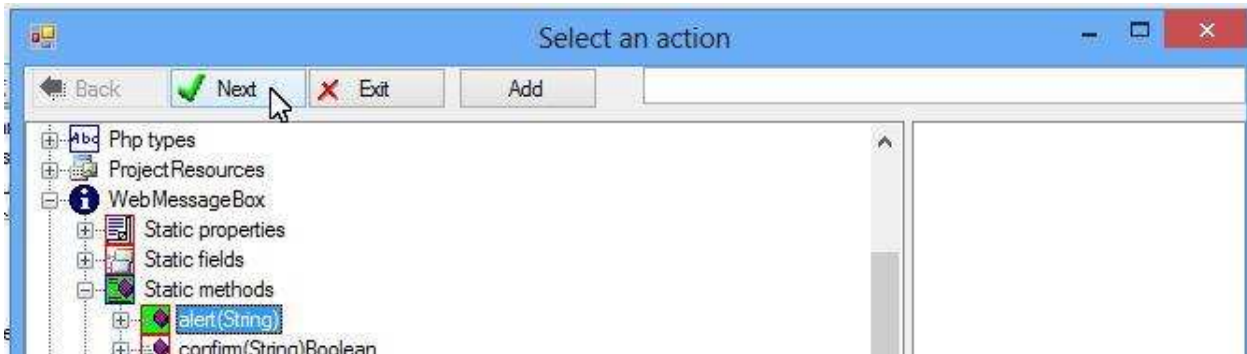 Select an action
Back Next Exit Add
Abc Php types
ProjectResources
WebMessageBox
Static properties
Static fields
Static methods
alert(String)
confirm(String)Boolean